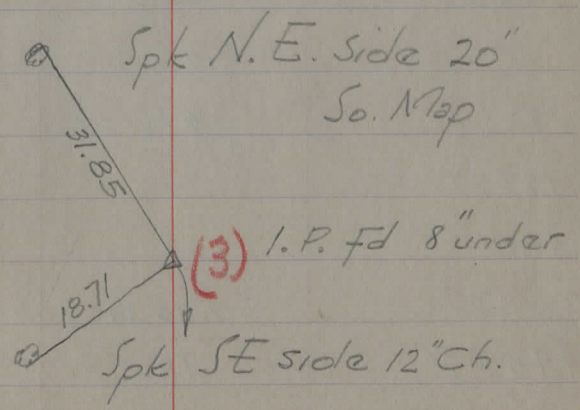 Spk N.E. side 20"
So. Map
31.85
(3) I.P. Fd 8" under
18.71
Spk SE side 12" Ch.